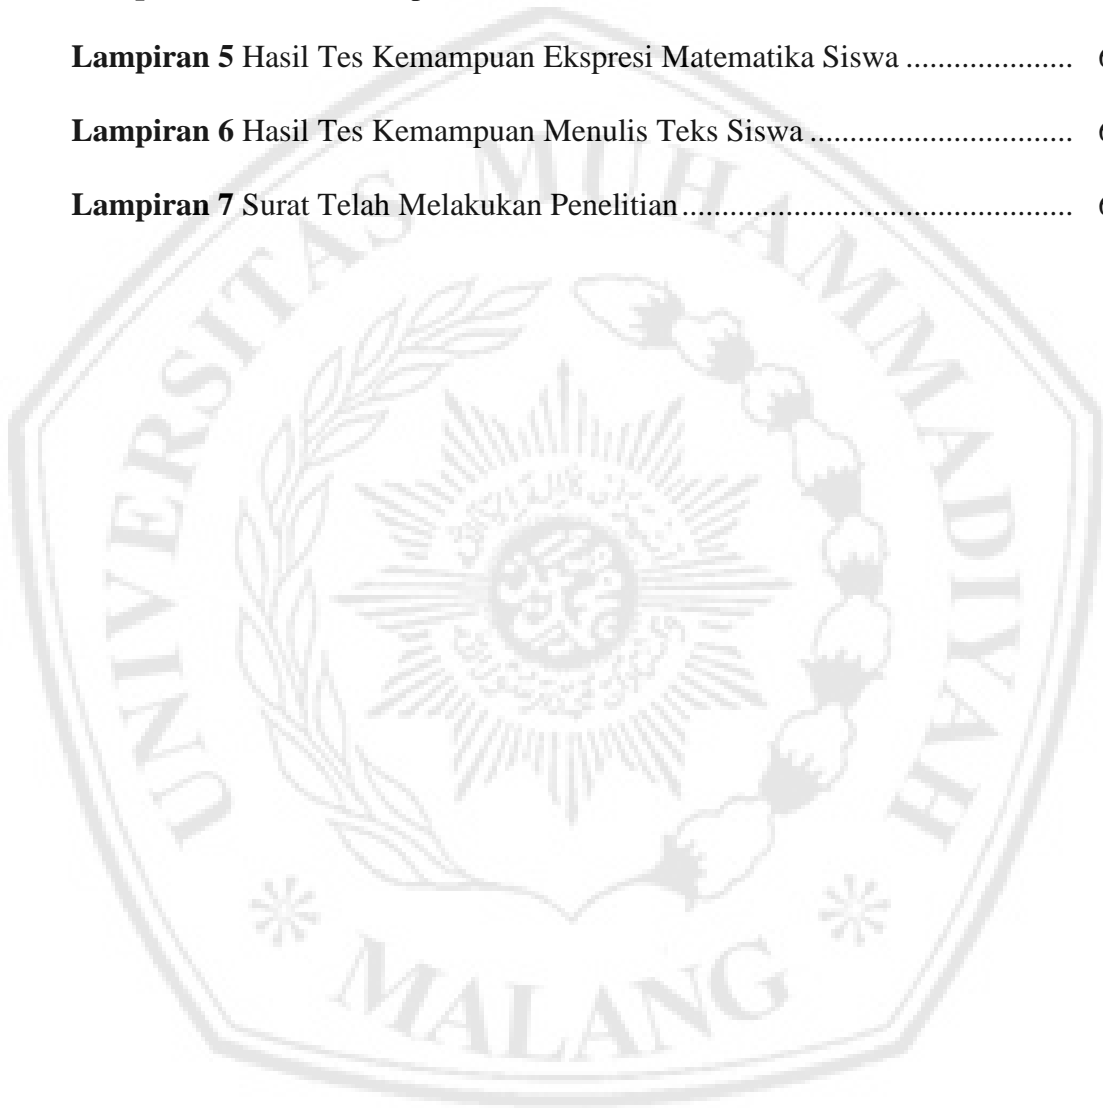 Lampiran 5 Hasil Tes Kemampuan Ekspresi Matematika Siswa .....................
Lampiran 6 Hasil Tes Kemampuan Menulis Teks Siswa .................................
Lampiran 7 Surat Telah Melakukan Penelitian.................................................
UNIVERSITAS MUHAMMADIYAH
MALANG